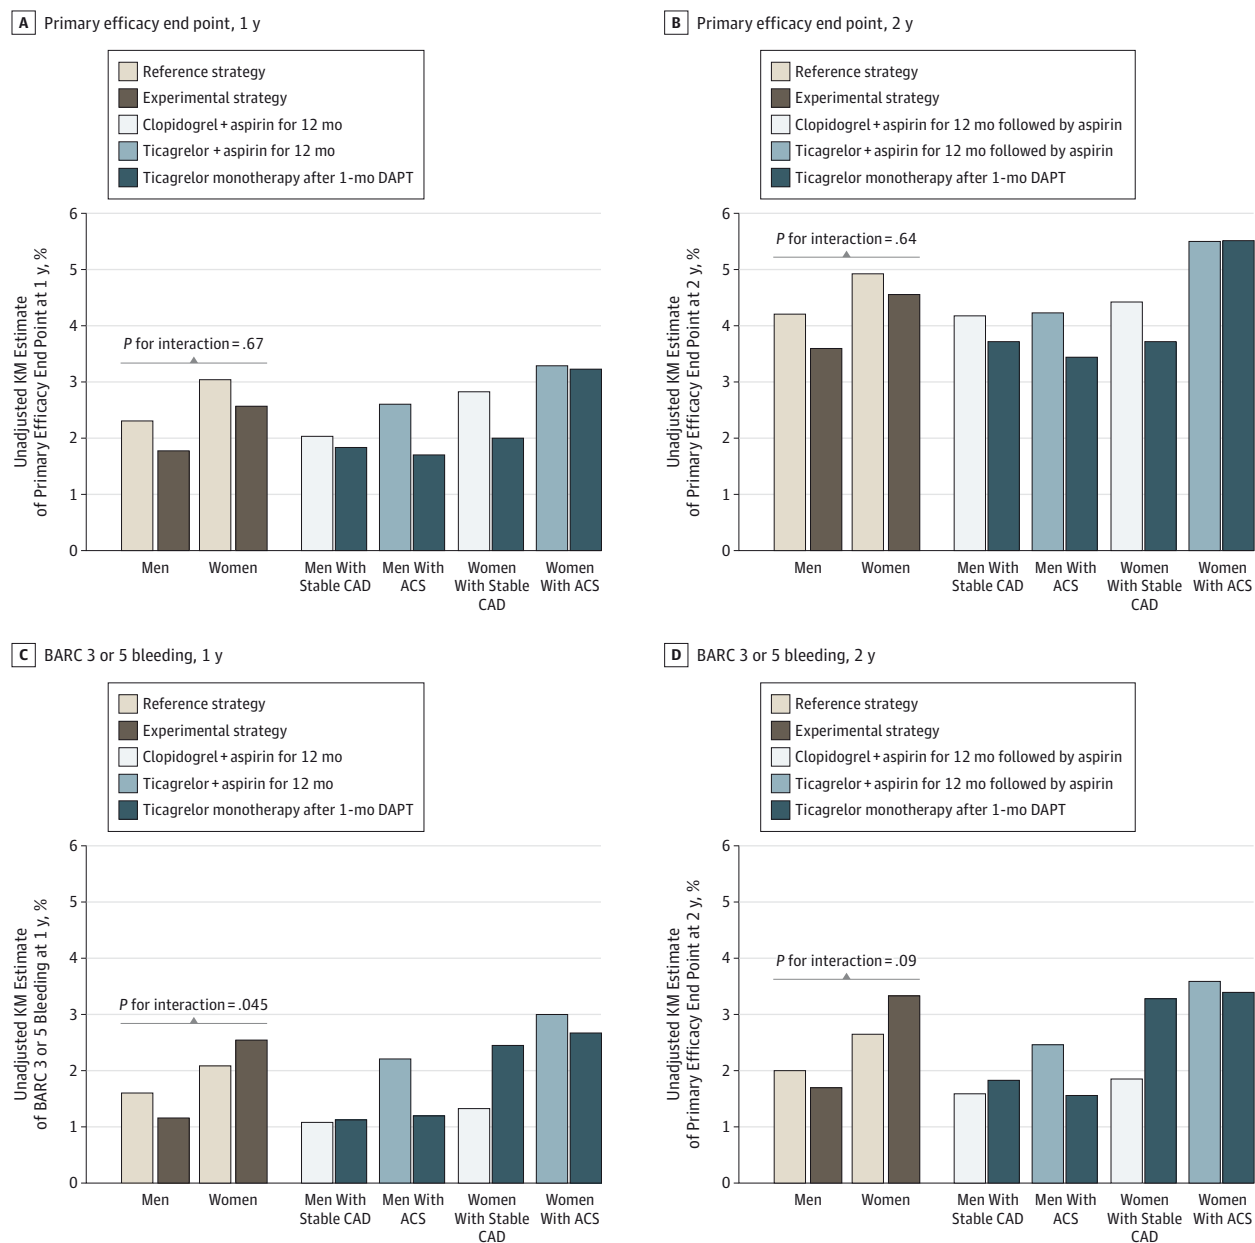 A Primary efficacy end point, 1 y
Reference strategy
Experimental strategy
Clopidogrel + aspirin for 12 mo
Ticagrelor + aspirin for 12 mo
Ticagrelor monotherapy after 1-mo DAPT
Unadjusted KM Estimate
of Primary Efficacy End Point at 1 y, %
6
5
4
3
2
1
0
P for interaction = .67
Men
Women
Men With
Stable CAD
Men With
ACS
Women
With Stable
CAD
Women
With ACS
B Primary efficacy end point, 2 y
Reference strategy
Experimental strategy
Clopidogrel + aspirin for 12 mo followed by aspirin
Ticagrelor + aspirin for 12 mo followed by aspirin
Ticagrelor monotherapy after 1-mo DAPT
Unadjusted KM Estimate
of Primary Efficacy End Point at 2 y, %
6
5
4
3
2
1
0
P for interaction = .64
Men
Women
Men With
Stable CAD
Men With
ACS
Women
With Stable
CAD
Women
With ACS
C BARC 3 or 5 bleeding, 1 y
Reference strategy
Experimental strategy
Clopidogrel + aspirin for 12 mo
Ticagrelor + aspirin for 12 mo
Ticagrelor monotherapy after 1-mo DAPT
Unadjusted KM Estimate
of BARC 3 or 5 Bleeding at 1 y, %
6
5
4
3
2
1
0
P for interaction = .045
Men
Women
Men With
Stable CAD
Men With
ACS
Women
With Stable
CAD
Women
With ACS
D BARC 3 or 5 bleeding, 2 y
Reference strategy
Experimental strategy
Clopidogrel + aspirin for 12 mo followed by aspirin
Ticagrelor + aspirin for 12 mo followed by aspirin
Ticagrelor monotherapy after 1-mo DAPT
Unadjusted KM Estimate
of Primary Efficacy End Point at 2 y, %
6
5
4
3
2
1
0
P for interaction = .09
Men
Women
Men With
Stable CAD
Men With
ACS
Women
With Stable
CAD
Women
With ACS